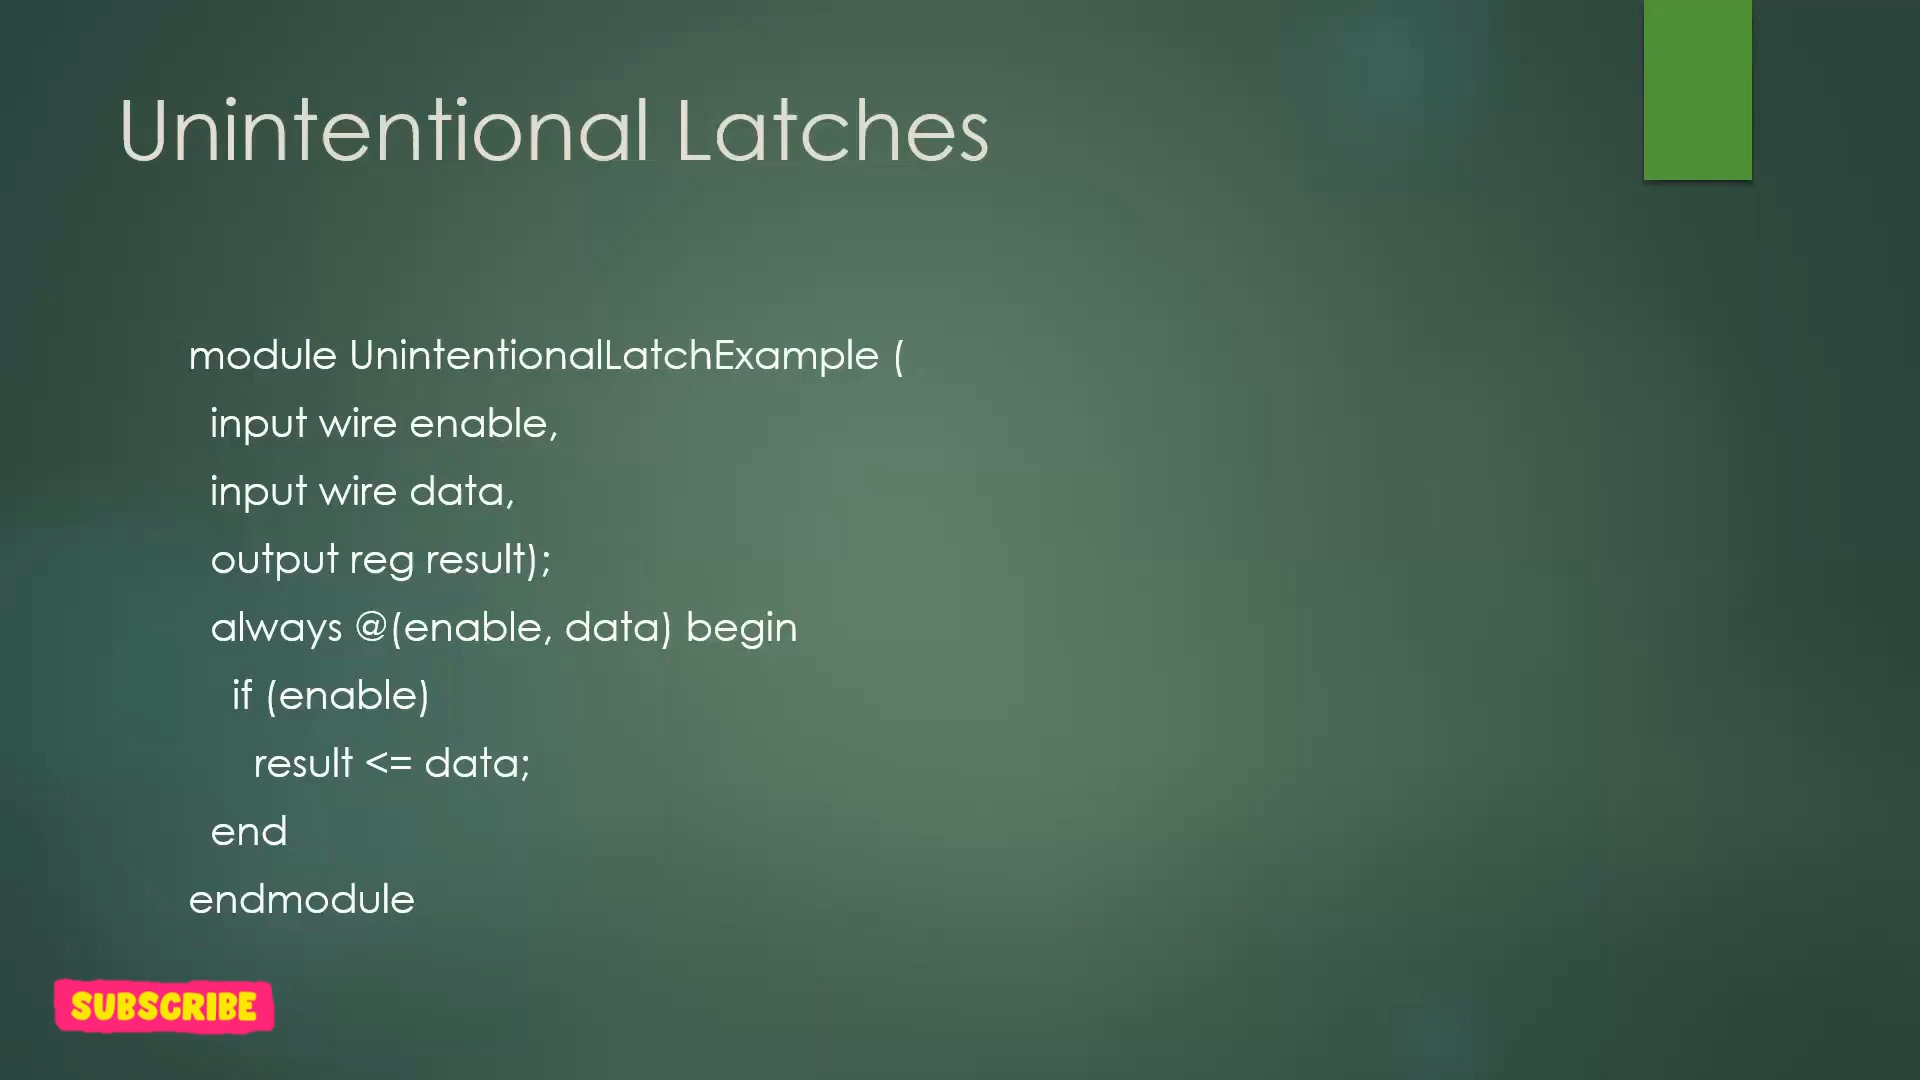 Unintentional Latches
module UnintentionalLatchExample (
input wire enable,
input wire data,
output reg result);
always @(enable, data) begin
if (enable)
result <= data;
end
endmodule
SUBSCRIBE